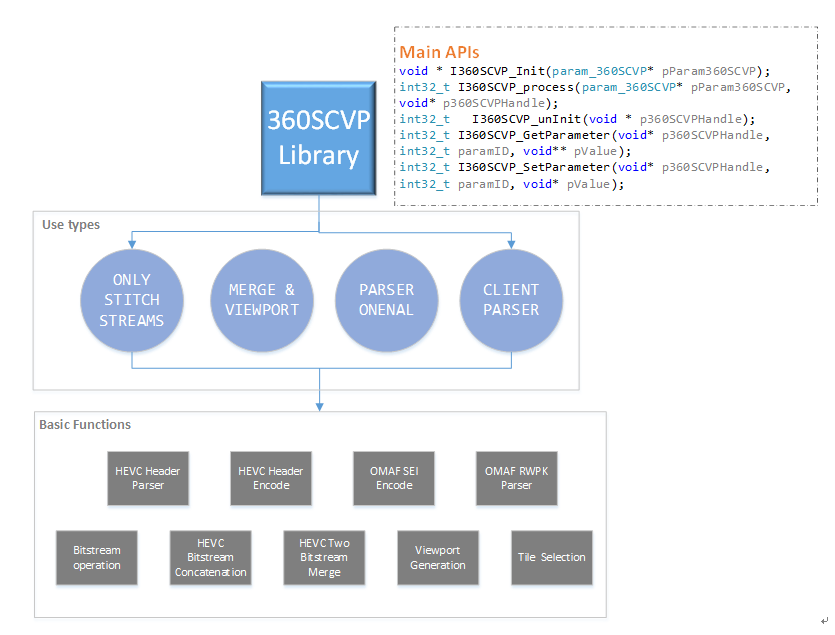 Main APIs
void * I360SCVP_Init(param_360SCVP* pParam360SCVP);
int32_t I360SCVP_process(param_360SCVP* pParam360SCVP,
void* p360SCVPHandle);
int32_t   I360SCVP_unInit(void * p360SCVPHandle);
int32_t I360SCVP_GetParameter(void* p360SCVPHandle,
int32_t paramID, void** pValue);
int32_t I360SCVP_SetParameter(void* p360SCVPHandle,
int32_t paramID, void* pValue);
360SCVP
Library
Use types
ONLY
STITCH
STREAMS
MERGE &
VIEWPORT
PARSER
ONENAL
CLIENT
PARSER
Basic Functions
HEVC Header
Parser
HEVC Header
Encode
OMAF SEI
Encode
OMAF RWPK
Parser
Bitstream
operation
HEVC
Bitstream
Concatenation
HEVC Two
Bitstream
Merge
Viewport
Generation
Tile Selection